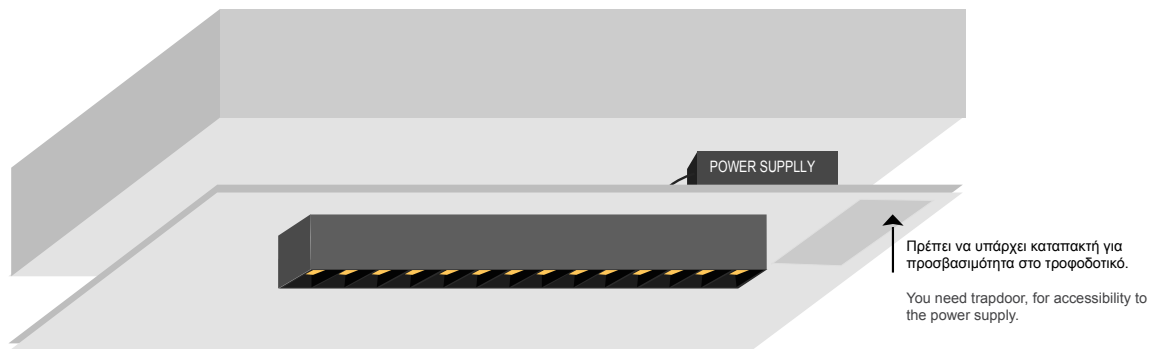 POWER SUPPLLY
Πρέπει να υπάρχει καταπακτή για
προσβασιμότητα στο τροφοδοτικό.
You need trapdoor, for accessibility to
the power supply.